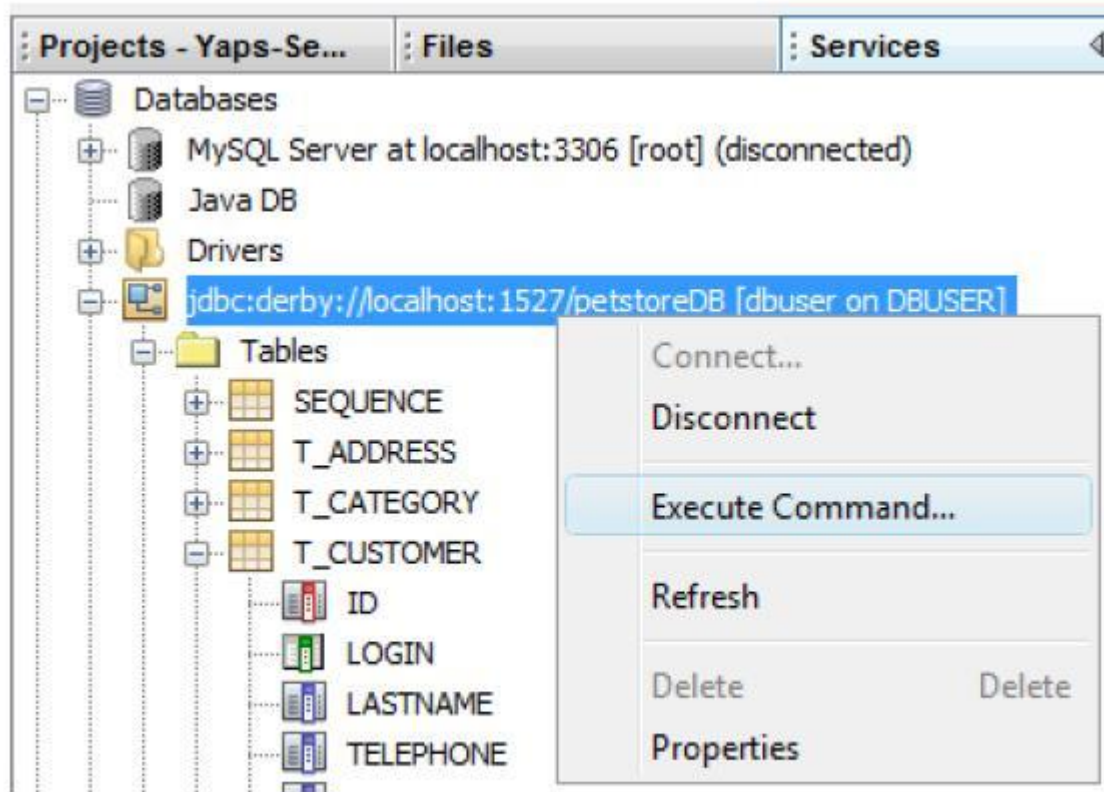 Projects - Yaps-Se... Files Services
Databases
MySQL Server at localhost:3306 [root] (disconnected)
Java DB
Drivers
jdbc:derby://localhost:1527/petstoreDB [dbuser on DBUSER]
Tables
SEQUENCE
T_ADDRESS
T_CATEGORY
T_CUSTOMER
ID
LOGIN
LASTNAME
TELEPHONE
Connect...
Disconnect
Execute Command...
Refresh
Delete Delete
Properties